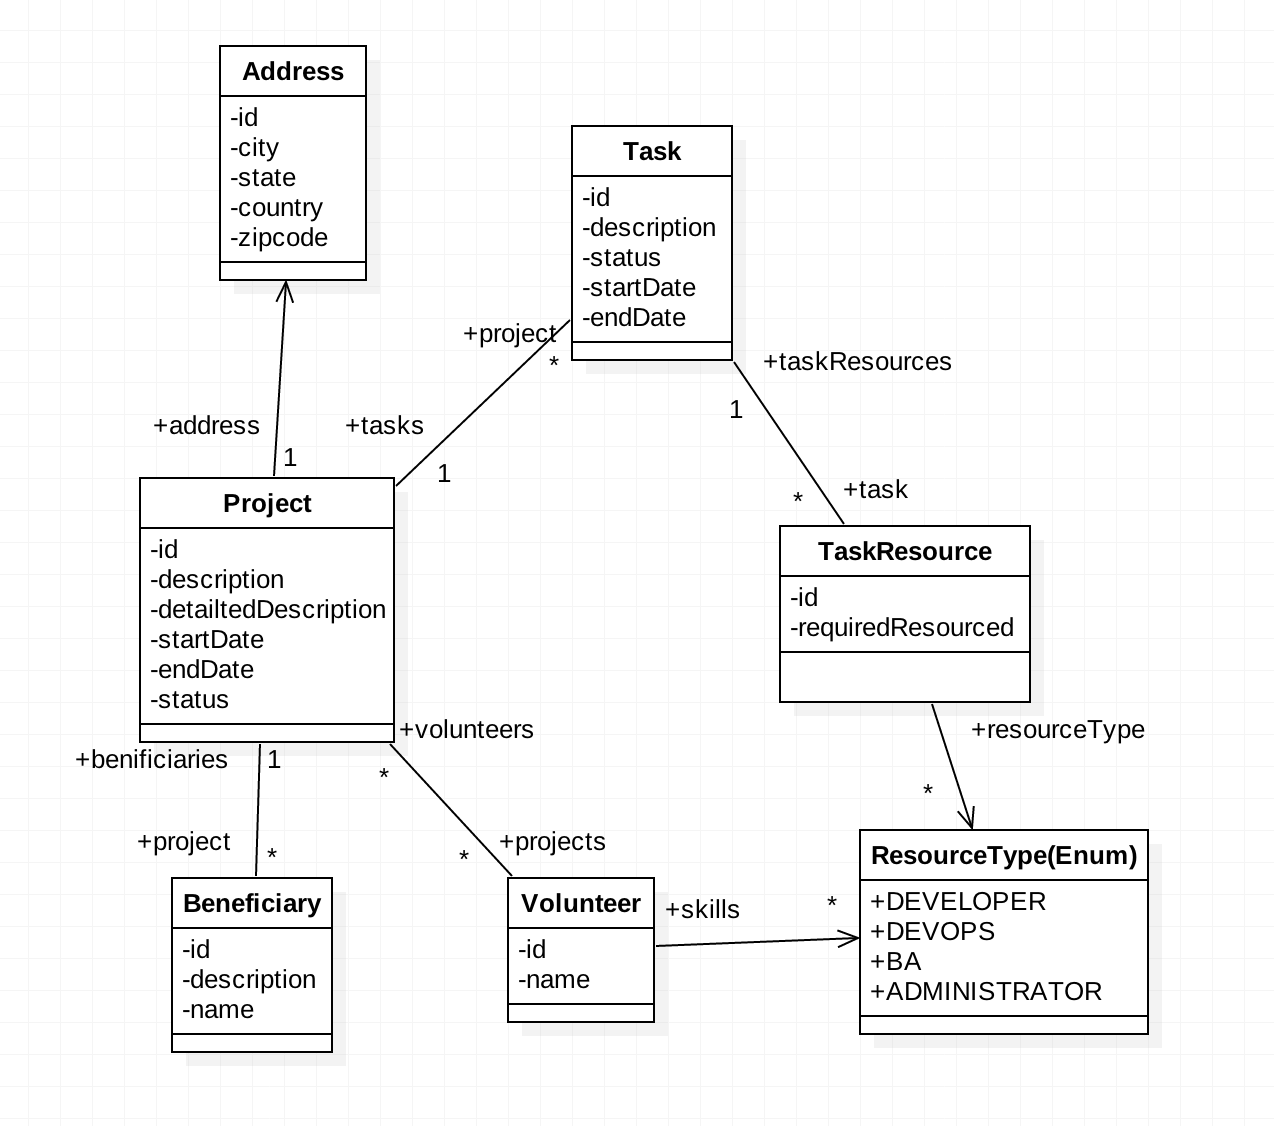 Address
-id
-city
-state
-country
-zipcode
Task
-id
-description
-status
-startDate
-endDate
+project
*
+taskResources
1
+address
1
+tasks
1
*
+task
Project
-id
-description
-detailtedDescription
-startDate
-endDate
-status
TaskResource
-id
-requiredResourced
+benificiaries
1
+volunteers
*
+resourceType
*
+project
*
*
+projects
Beneficiary
-id
-description
-name
Volunteer
-id
-name
+skills
*
ResourceType(Enum)
+DEVELOPER
+DEVOPS
+BA
+ADMINISTRATOR